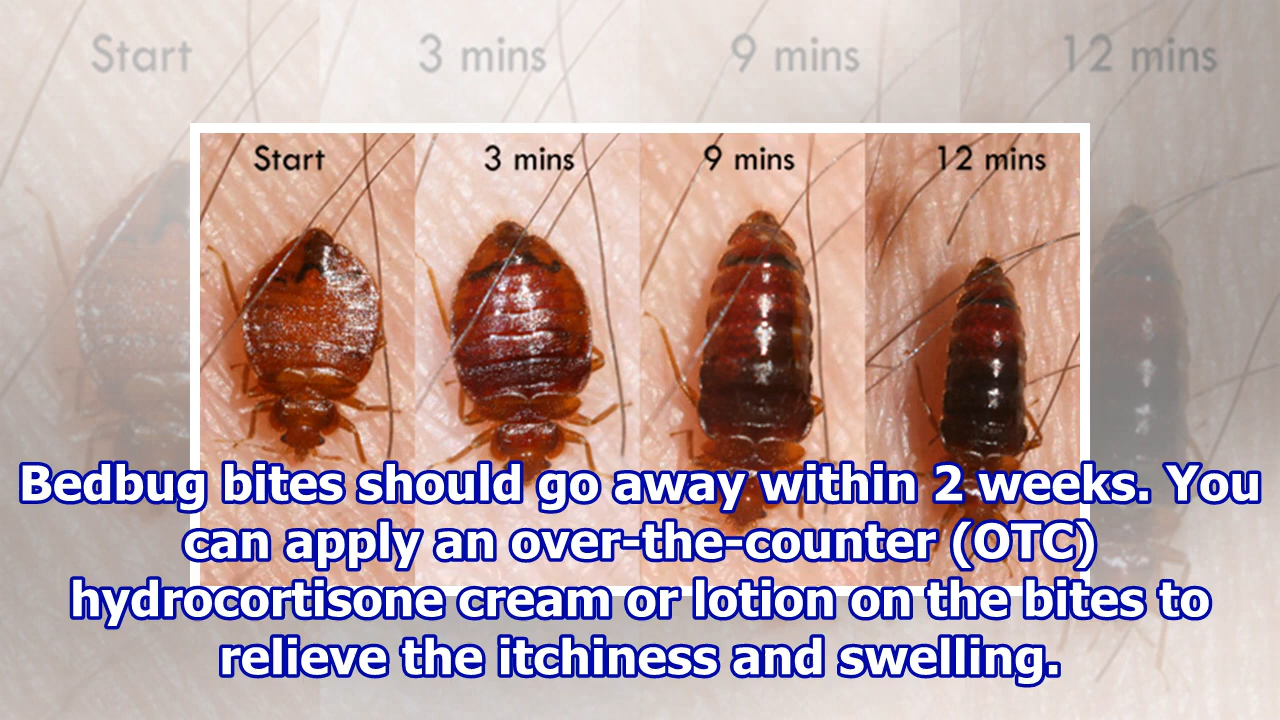 Start 3 mins 9 mins 12 mins
Start 3 mins 9 mins 12 mins
Bedbug bites should go away within 2 weeks. You
can apply an over-the-counter (OTC)
hydrocortisone cream or lotion on the bites to
relieve the itchiness and swelling.